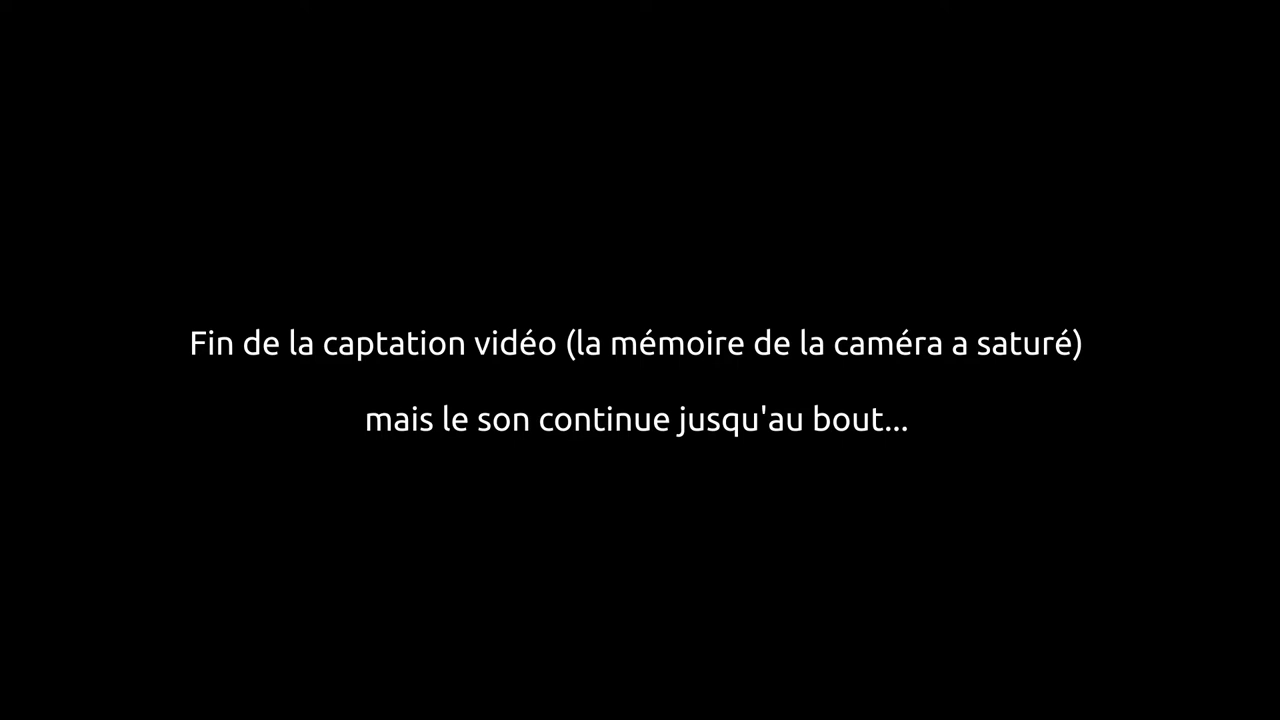 Fin de la captation vidéo (la mémoire de la caméra a saturé)
mais le son continue jusqu'au bout...